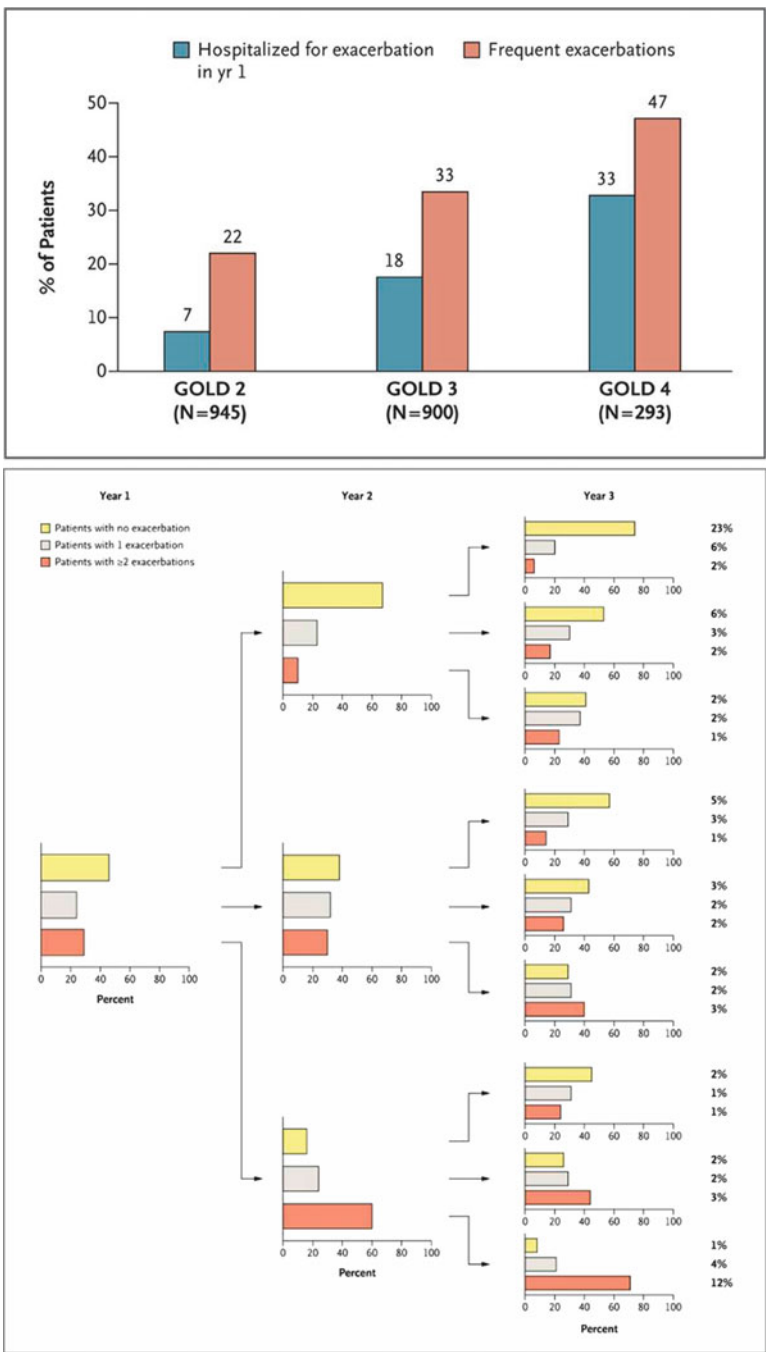 Hospitalized for exacerbation in yr 1
Frequent exacerbations
% of Patients
50
40
30
20
10
0
7
22
18
33
33
47
GOLD 2
(N=945)
GOLD 3
(N=900)
GOLD 4
(N=293)
Year 1
Year 2
Year 3
Patients with no exacerbation
Patients with 1 exacerbation
Patients with ≥2 exacerbations
0 20 40 60 80 100
Percent
0 20 40 60 80 100
0 20 40 60 80 100
0 20 40 60 80 100
Percent
23%
6%
2%
0 20 40 60 80 100
6%
3%
2%
0 20 40 60 80 100
2%
2%
1%
0 20 40 60 80 100
5%
3%
1%
0 20 40 60 80 100
3%
2%
2%
0 20 40 60 80 100
2%
2%
3%
0 20 40 60 80 100
2%
1%
1%
0 20 40 60 80 100
2%
2%
3%
0 20 40 60 80 100
1%
4%
12%
0 20 40 60 80 100
Percent